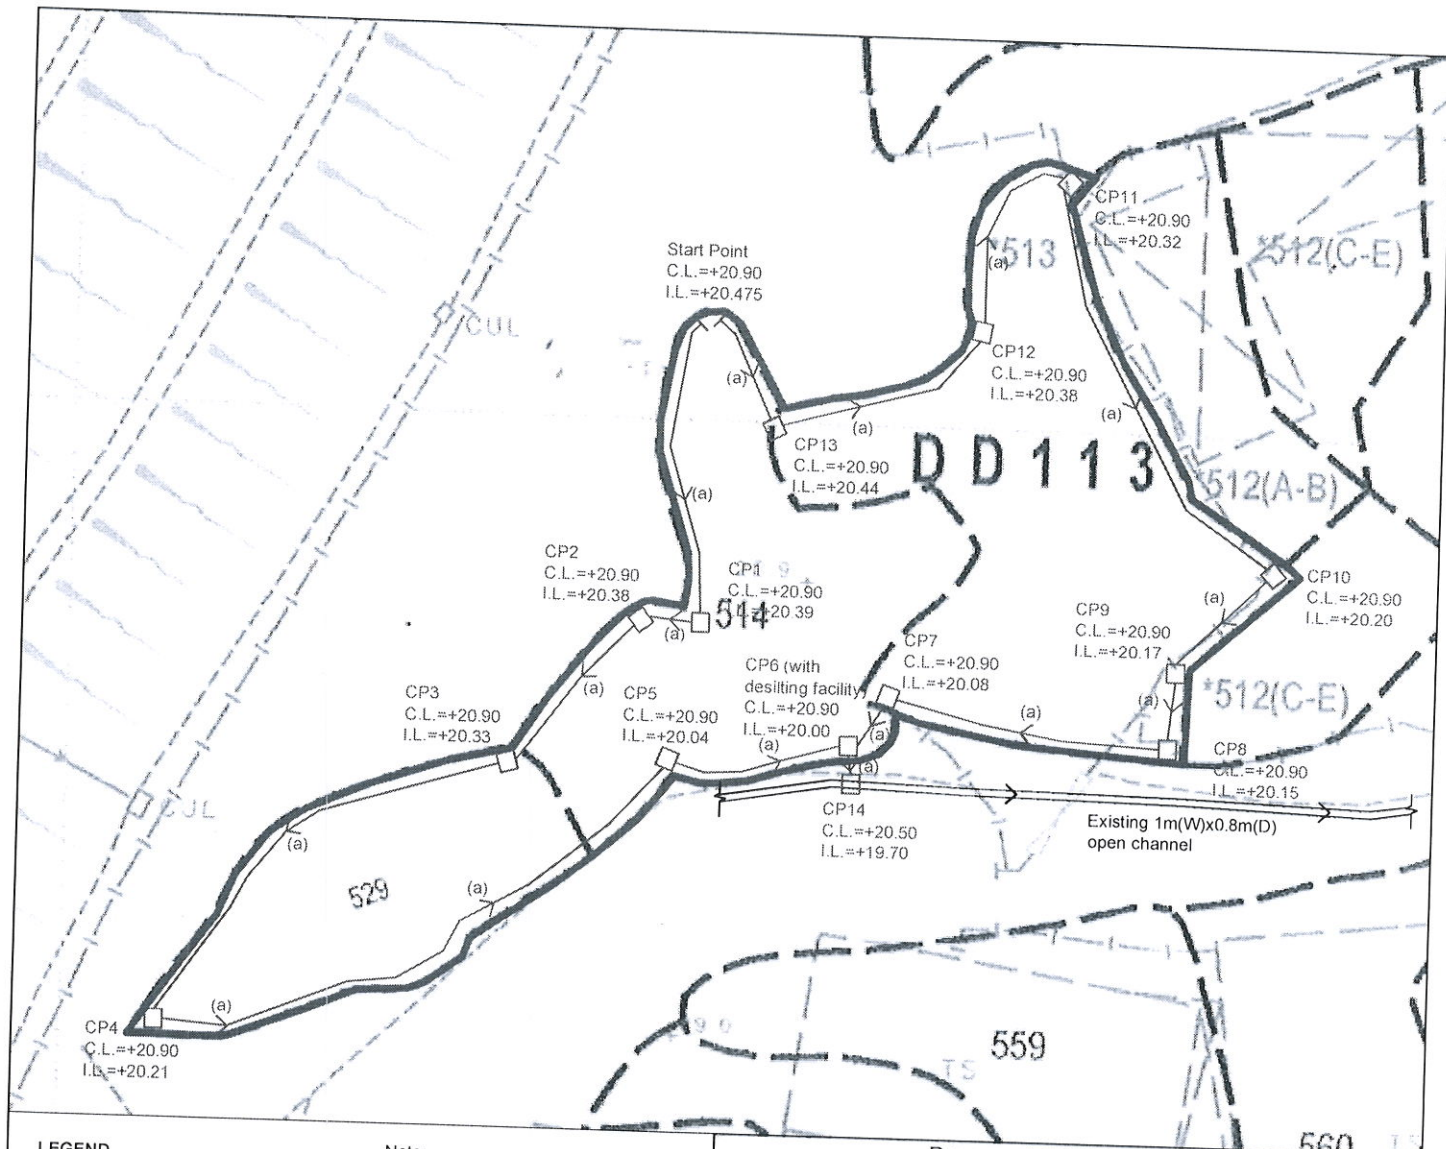 CP11
C.L.=+20.90
I.L.=+20.32
*513
*512(C-E)
Start Point
C.L.=+20.90
I.L.=+20.475
CUL
CP12
C.L.=+20.90
I.L.=+20.38
(a)
(a)
(a)
(a)
CP13
C.L.=+20.90
I.L.=+20.44
DD113
*512(A-B)
(a)
CP2
C.L.=+20.90
I.L.=+20.38
CP1
C.L.=+20.90
I.L.=+20.39
514
(a)
CP10
C.L.=+20.90
I.L.=+20.20
(a)
CP9
C.L.=+20.90
I.L.=+20.17
CP7
C.L.=+20.90
I.L.=+20.08
CP6 (with
desilting facility)
C.L.=+20.90
I.L.=+20.00
(a)
CP3
C.L.=+20.90
I.L.=+20.33
CP5
C.L.=+20.90
I.L.=+20.04
*512(C-E)
(a)
(a)
(a)
(a)
(a)
CP8
C.L.=+20.90
I.L.=+20.15
CUL
CP14
C.L.=+20.50
I.L.=+19.70
Existing 1m(W)x0.8m(D)
open channel
(a)
529
(a)
(a)
CP4
C.L.=+20.90
I.L.=+20.21
559
TS
LEGEND
560
TS